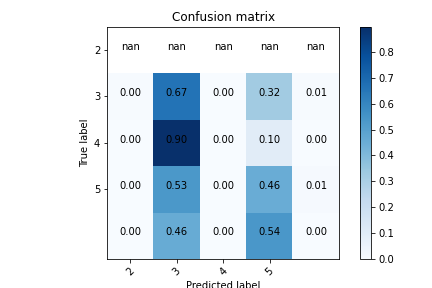 Confusion matrix
2 nan nan nan nan nan 0.8
3 0.00 0.67 0.00 0.32 0.01 0.7
0.6
4 0.00 0.90 0.00 0.10 0.00 0.5
0.4
5 0.00 0.53 0.00 0.46 0.01 0.3
0.2
0.00 0.46 0.00 0.54 0.00 0.1
0.0
2 3 4 5
True label
Predicted label